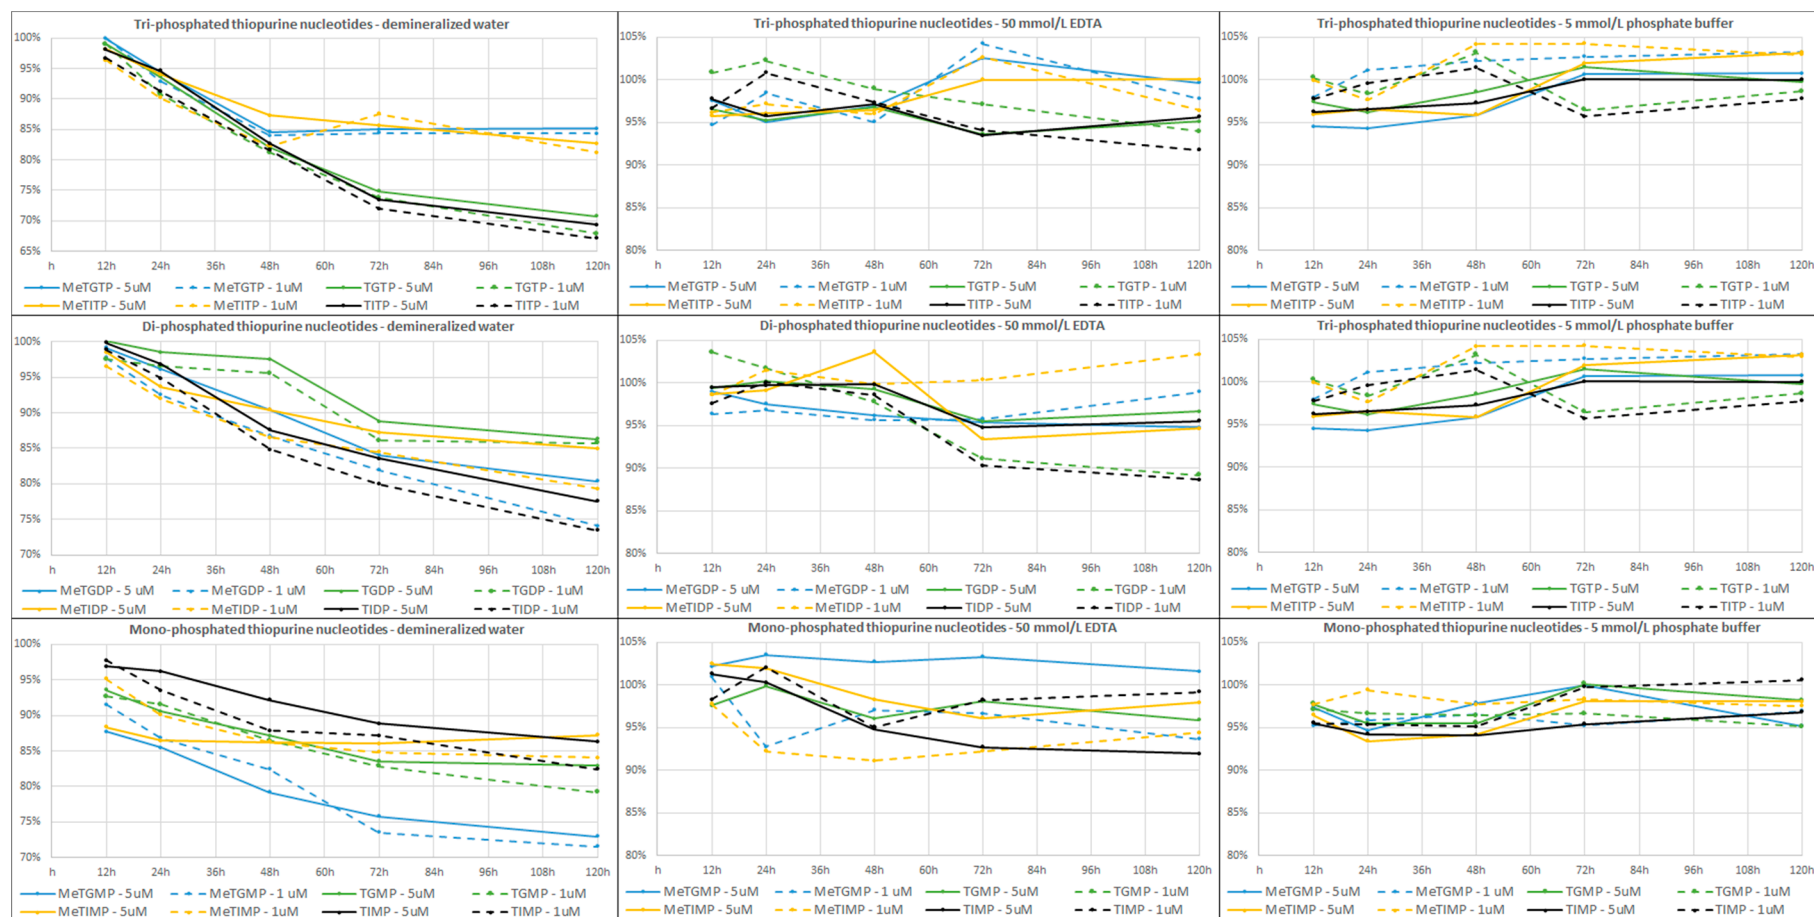 Tri-phosphated thiopurine nucleotides - demineralized water
100%
95%
90%
85%
80%
75%
70%
65%
h 12h 24h 36h 48h 60h 72h 84h 96h 108h 120h
MeTGTP - 5uM MeTGTP - 1uM TGTP - 5uM TGTP - 1uM
MeTITP - 5uM MeTITP - 1uM TITP - 5uM TITP - 1uM
Tri-phosphated thiopurine nucleotides - 50 mmol/L EDTA
105%
100%
95%
90%
85%
80%
h 12h 24h 36h 48h 60h 72h 84h 96h 108h 120h
MeTGTP - 5uM MeTGTP - 1uM TGTP - 5uM TGTP - 1uM
MeTITP - 5uM MeTITP - 1uM TITP - 5uM TITP - 1uM
Tri-phosphated thiopurine nucleotides - 5 mmol/L phosphate buffer
105%
100%
95%
90%
85%
80%
h 12h 24h 36h 48h 60h 72h 84h 96h 108h 120h
MeTGTP - 5uM MeTGTP - 1uM TGTP - 5uM TGTP - 1uM
MeTITP - 5uM MeTITP - 1uM TITP - 5uM TITP - 1uM
Di-phosphated thiopurine nucleotides - demineralized water
100%
95%
90%
85%
80%
75%
70%
h 12h 24h 36h 48h 60h 72h 84h 96h 108h 120h
MeTGDP - 5 uM MeTGDP - 1 uM TGDP - 5uM TGDP - 1uM
MeTIDP - 5uM MeTIDP - 1uM TIDP - 5uM TIDP - 1uM
Di-phosphated thiopurine nucleotides - 50 mmol/L EDTA
105%
100%
95%
90%
85%
80%
h 12h 24h 36h 48h 60h 72h 84h 96h 108h 120h
MeTGDP - 5 uM MeTGDP - 1 uM TGDP - 5uM TGDP - 1uM
MeTIDP - 5uM MeTIDP - 1uM TIDP - 5uM TIDP - 1uM
Tri-phosphated thiopurine nucleotides - 5 mmol/L phosphate buffer
105%
100%
95%
90%
85%
80%
h 12h 24h 36h 48h 60h 72h 84h 96h 108h 120h
MeTGTP - 5uM MeTGTP - 1uM TGTP - 5uM TGTP - 1uM
MeTITP - 5uM MeTITP - 1uM TITP - 5uM TITP - 1uM
Mono-phosphated thiopurine nucleotides - demineralized water
100%
95%
90%
85%
80%
75%
70%
h 12h 24h 36h 48h 60h 72h 84h 96h 108h 120h
MeTGMP - 5uM MeTGMP - 1 uM TGMP - 5uM TGMP - 1uM
MeTIMP - 5uM MeTIMP - 1uM TIMP - 5uM TIMP - 1uM
Mono-phosphated thiopurine nucleotides - 50 mmol/L EDTA
105%
100%
95%
90%
85%
80%
h 12h 24h 36h 48h 60h 72h 84h 96h 108h 120h
MeTGMP - 5uM MeTGMP - 1 uM TGMP - 5uM TGMP - 1uM
MeTIMP - 5uM MeTIMP - 1uM TIMP - 5uM TIMP - 1uM
Mono-phosphated thiopurine nucleotides - 5 mmol/L phosphate buffer
105%
100%
95%
90%
85%
80%
h 12h 24h 36h 48h 60h 72h 84h 96h 108h 120h
MeTGMP - 5uM MeTGMP - 1 uM TGMP - 5uM TGMP - 1uM
MeTIMP - 5uM MeTIMP - 1uM TIMP - 5uM TIMP - 1uM